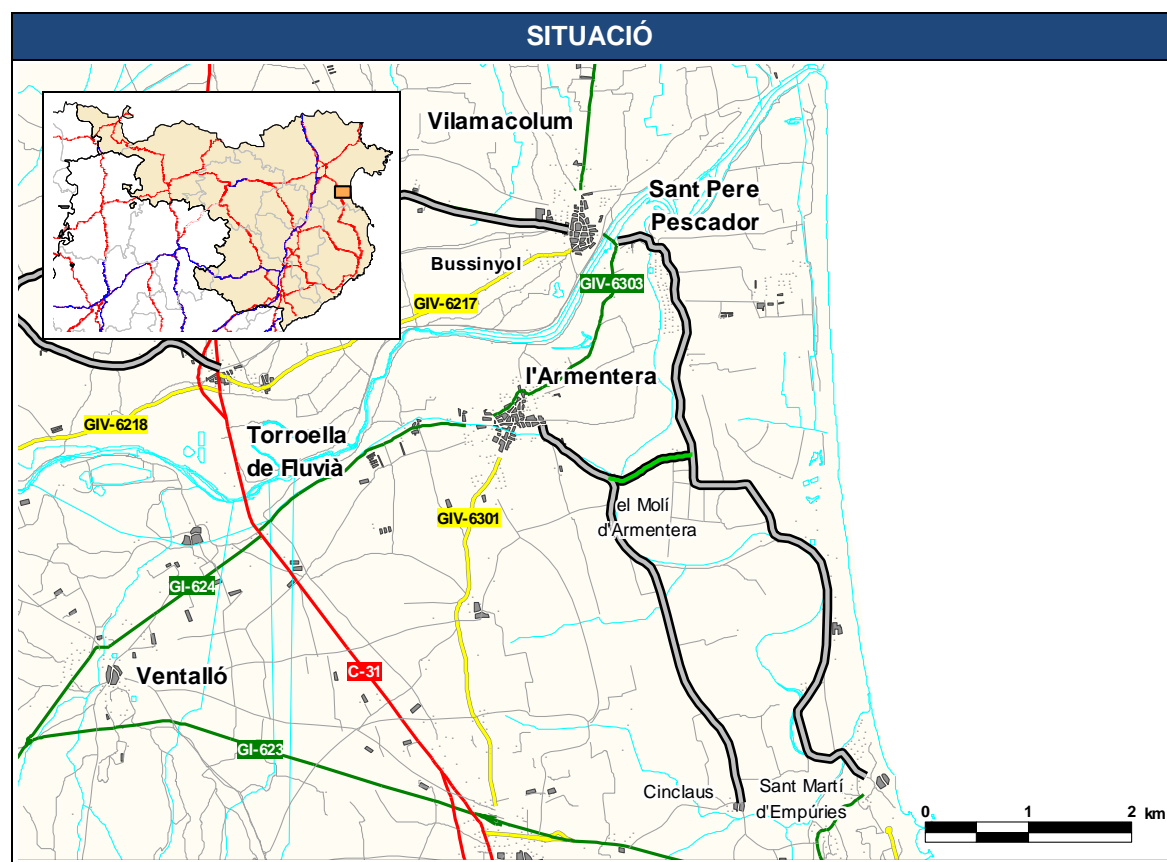 SITUACIÓ
Vilamacolum
Sant Pere
Pescador
Bussinyol
GIV-6303
GIV-6217
l'Armentera
GIV-6218
Torroella
de Fluvià
GIV-6301
el Molí
d'Armentera
GI-624
Ventalló
C-31
GI-623
Cinclaus
Sant Martí
d'Empúries
0 1 2 km